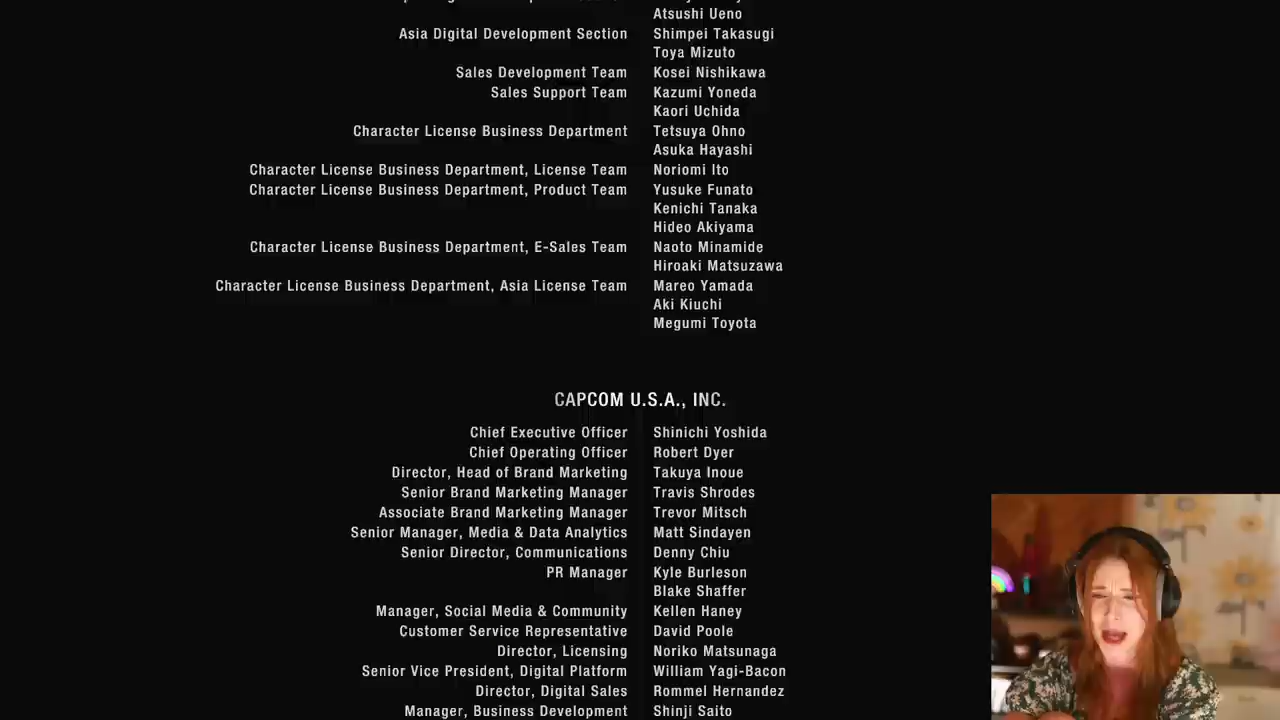 Atsushi Ueno
Asia Digital Development Section Shimpei Takasugi
Toya Mizuto
Sales Development Team Kosei Nishikawa
Sales Support Team Kazumi Yoneda
Kaori Uchida
Character License Business Department Tetsuya Ohno
Asuka Hayashi
Character License Business Department, License Team Noriomi Ito
Character License Business Department, Product Team Yusuke Funato
Kenichi Tanaka
Hideo Akiyama
Character License Business Department, E-Sales Team Naoto Minamide
Hiroaki Matsuzawa
Character License Business Department, Asia License Team Mareo Yamada
Aki Kiuchi
Megumi Toyota
CAPCOM U.S.A., INC.
Chief Executive Officer Shinichi Yoshida
Chief Operating Officer Robert Dyer
Director, Head of Brand Marketing Takuya Inoue
Senior Brand Marketing Manager Travis Shrodes
Associate Brand Marketing Manager Trevor Mitsch
Senior Manager, Media & Data Analytics Matt Sindayen
Senior Director, Communications Denny Chiu
PR Manager Kyle Burleson
Blake Shaffer
Manager, Social Media & Community Kellen Haney
Customer Service Representative David Poole
Director, Licensing Noriko Matsunaga
Senior Vice President, Digital Platform William Yagi-Bacon
Director, Digital Sales Rommel Hernandez
Manager, Business Development Shinji Saito